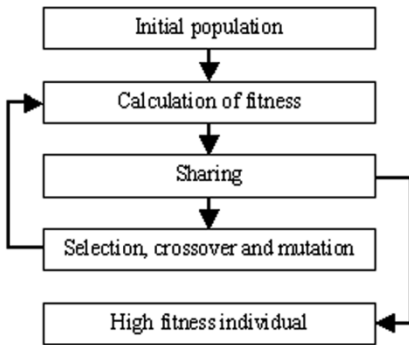 Initial population
Calculation of fitness
Sharing
Selection, crossover and mutation
High fitness individual